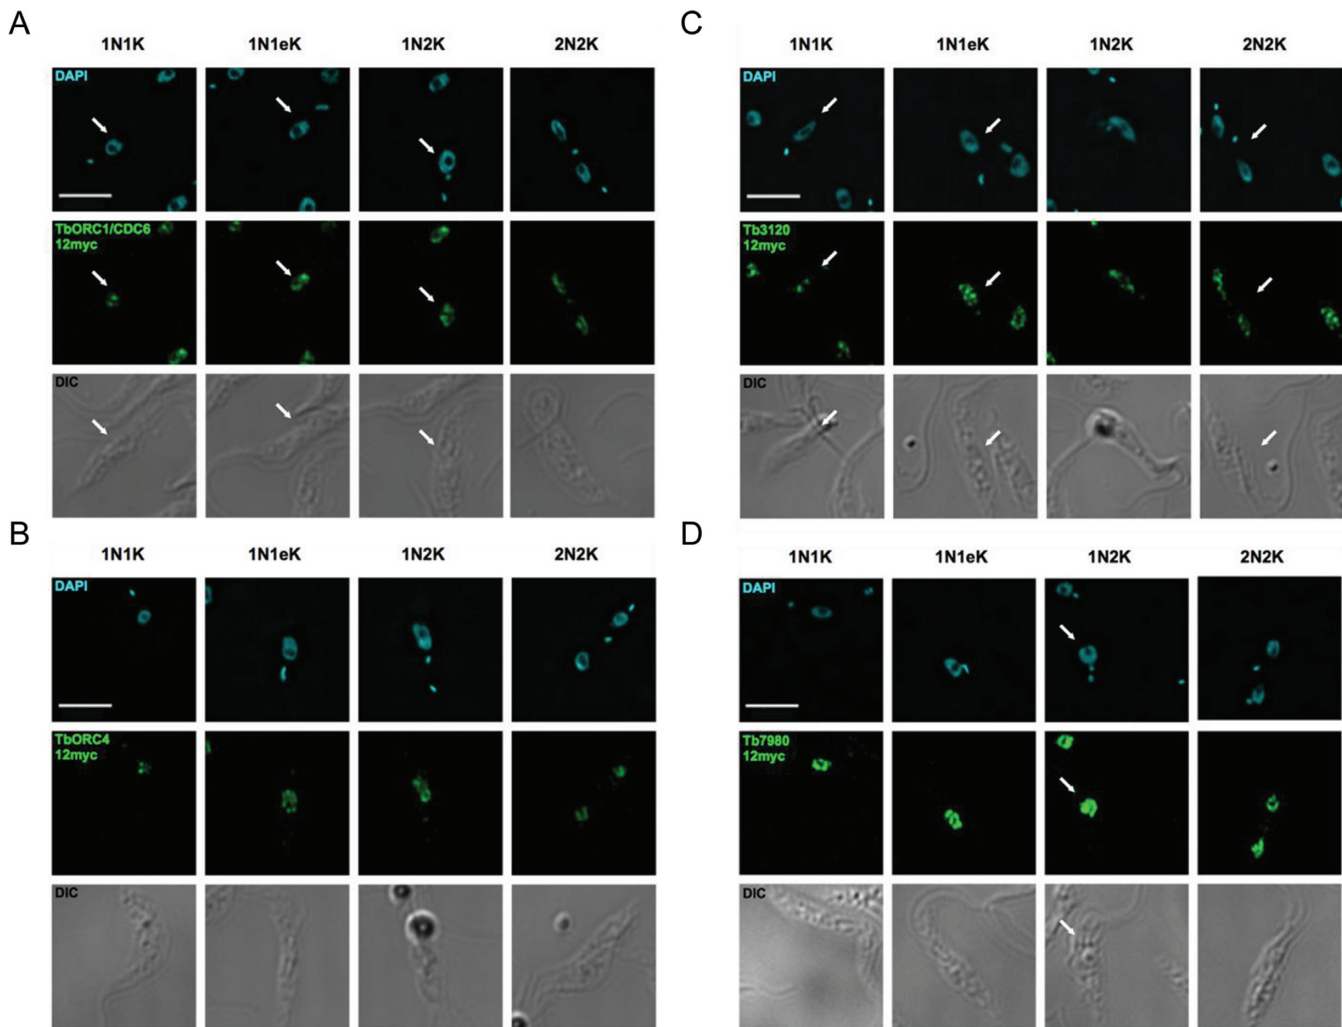 A
1N1K 1N1eK 1N2K 2N2K
DAPI
TbORC1/CDC6
12myc
DIC
B
1N1K 1N1eK 1N2K 2N2K
DAPI
TbORC4
12myc
DIC
C
1N1K 1N1eK 1N2K 2N2K
DAPI
Tb3120
12myc
DIC
D
1N1K 1N1eK 1N2K 2N2K
DAPI
Tb7980
12myc
DIC